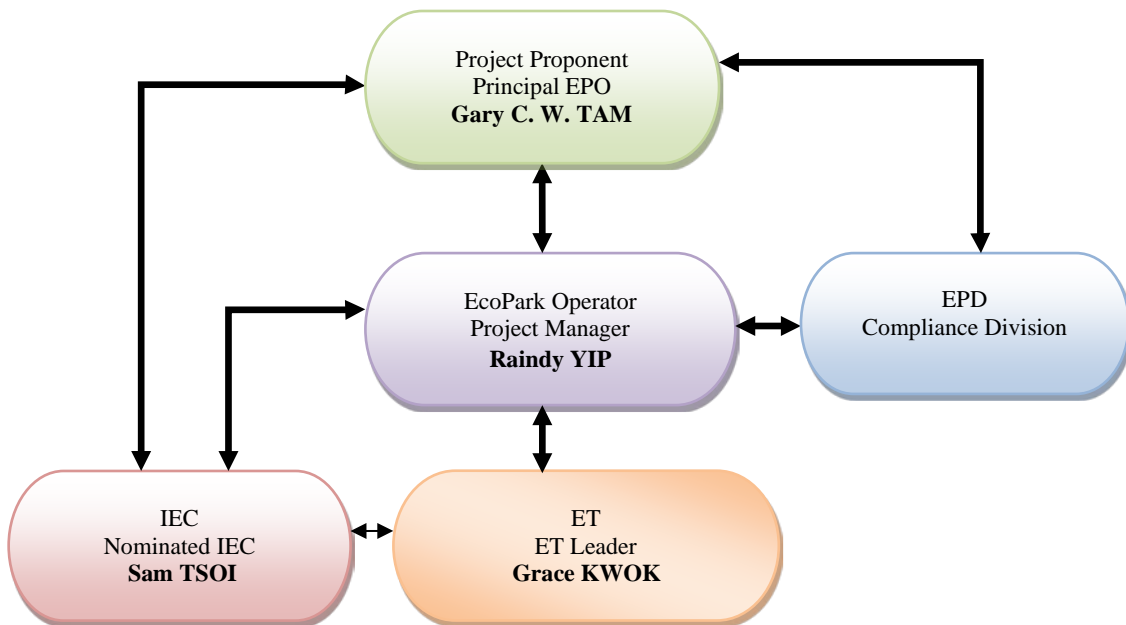 Project Proponent
Principal EPO
Gary C. W. TAM
EcoPark Operator
Project Manager
Raindy YIP
EPD
Compliance Division
IEC
Nominated IEC
Sam TSOI
ET
ET Leader
Grace KWOK